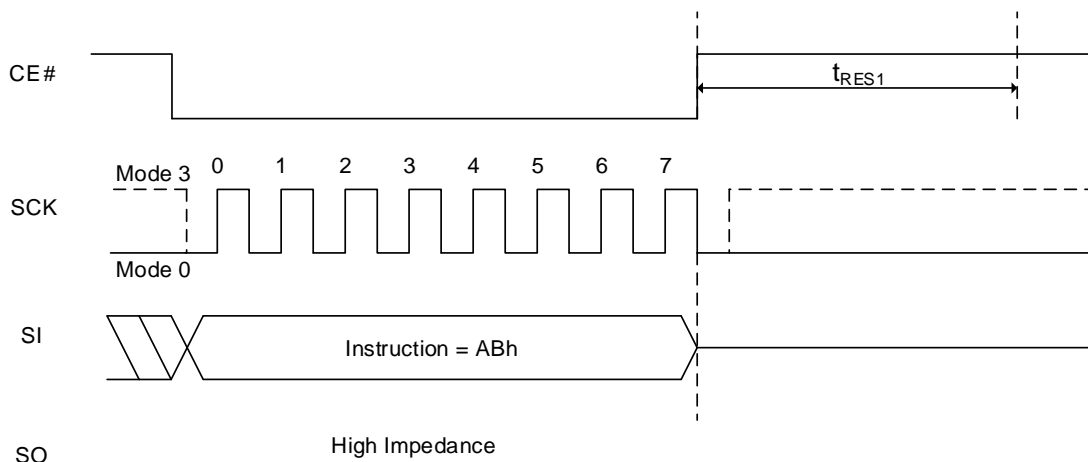 CE#
tRES1
Mode 3
0 1 2 3 4 5 6 7
SCK
Mode 0
SI
Instruction = ABh
SO
High Impedance